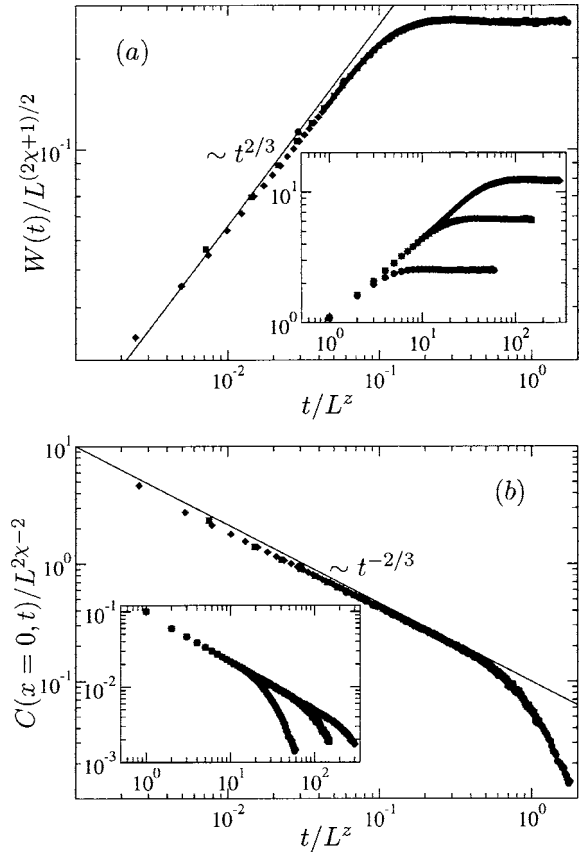 (a)
W(t)/L^{(2χ+1)/2}
10^{-1}
∼ t^{2/3}
10^1
10^0
10^0 10^1 10^2
10^{-2} 10^{-1} 10^0
t/L^z
(b)
C(x = 0, t)/L^{2χ−2}
10^1
10^0
10^{-1}
∼ t^{−2/3}
10^{-1}
10^{-2}
10^{-3}
10^0 10^1 10^2
10^{-2} 10^{-1} 10^0
t/L^z